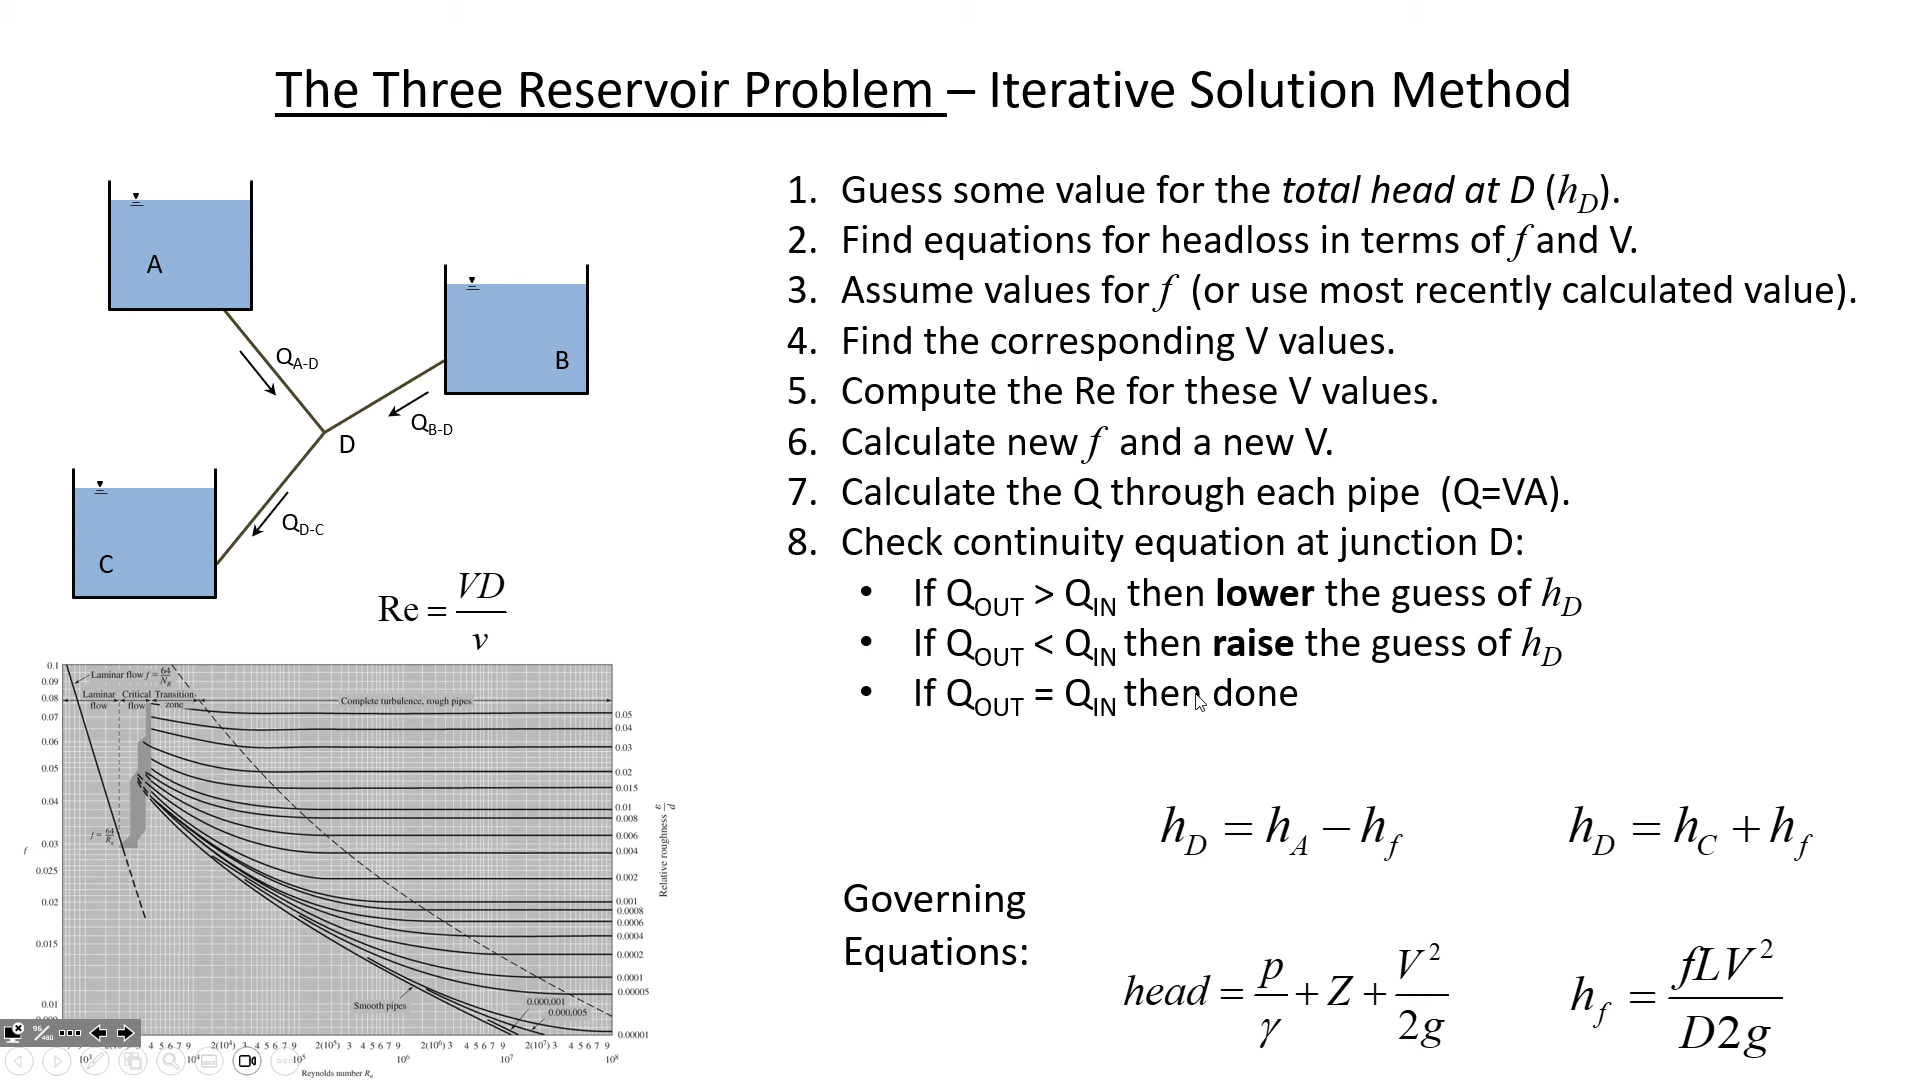 The Three Reservoir Problem – Iterative Solution Method
A
B
C
D
Q_A-D
Q_B-D
Q_D-C
Re = VD/ν
1. Guess some value for the total head at D (h_D).
2. Find equations for headloss in terms of f and V.
3. Assume values for f (or use most recently calculated value).
4. Find the corresponding V values.
5. Compute the Re for these V values.
6. Calculate new f and a new V.
7. Calculate the Q through each pipe (Q=VA).
8. Check continuity equation at junction D:
• If Q_OUT > Q_IN then lower the guess of h_D
• If Q_OUT < Q_IN then raise the guess of h_D
• If Q_OUT = Q_IN then done
h_D = h_A − h_f
h_D = h_C + h_f
Governing
Equations:
head = p/γ + Z + V²/2g
h_f = fLV²/D2g
Laminar flow f = 64/N_R
Laminar flow
Critical flow
Transition zone
Complete turbulence, rough pipes
Smooth pipes
0.000,001
0.000,005
f
0.1
0.09
0.08
0.07
0.06
0.05
0.04
0.03
0.025
0.02
0.015
0.01
0.05
0.04
0.03
0.02
0.015
0.01
0.008
0.006
0.004
0.002
0.001
0.0008
0.0006
0.0004
0.0002
0.0001
0.00005
0.00001
Relative roughness ε/d
4 5 6 7 9 2(10⁴) 3 4 5 6 7 9 2(10⁵) 3 4 5 6 7 9 2(10⁶) 3 4 5 6 7 9 2(10⁷) 3 4 5 6 7 9
10³ 10⁴ 10⁵ 10⁶ 10⁷ 10⁸
Reynolds number R_n
96/480